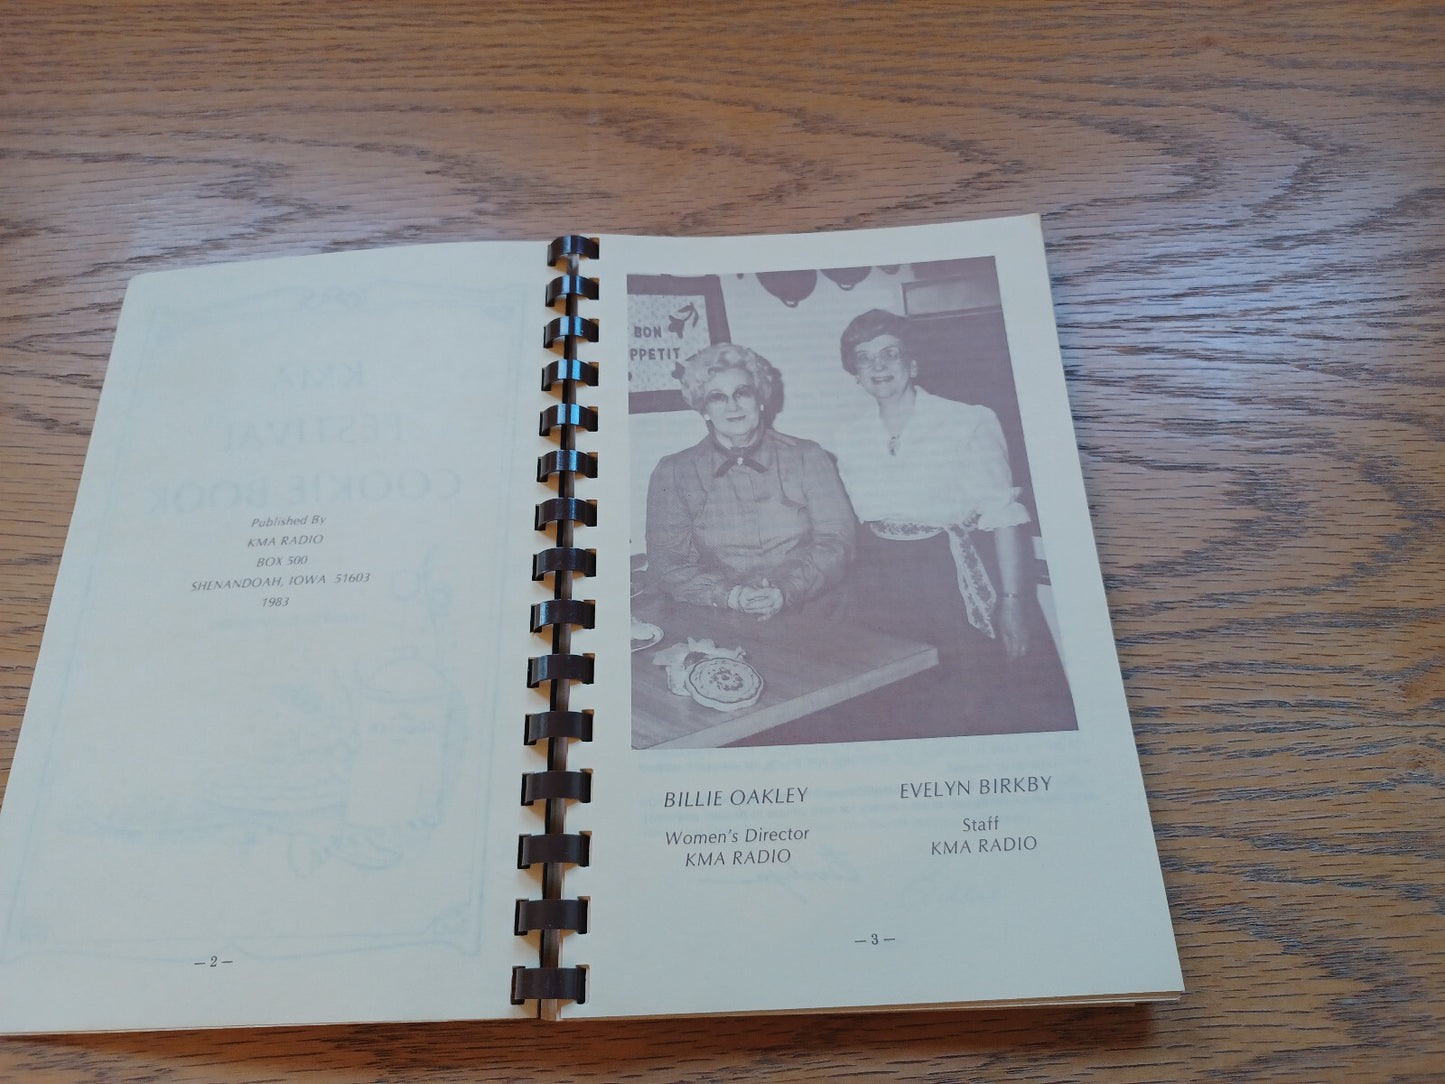 Published By
KMA RADIO
BOX 500
SHENANDOAH, IOWA 51603
1983
— 2 —
BON
PPETIT
BILLIE OAKLEY
Women's Director
KMA RADIO
EVELYN BIRKBY
Staff
KMA RADIO
— 3 —
KMA
FESTIVAL
COOKIE BOOK